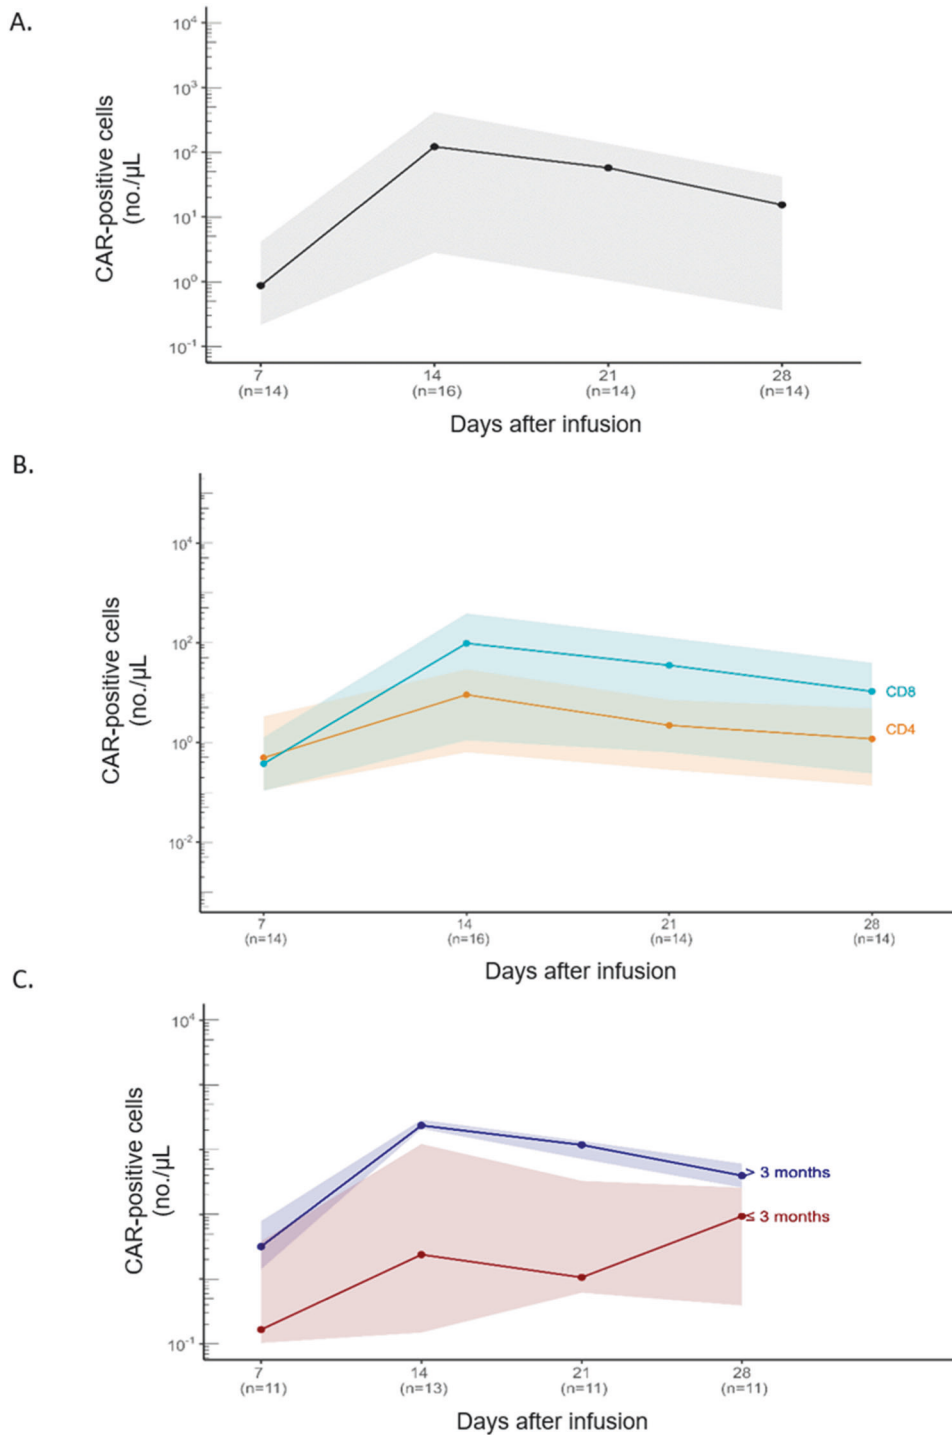 A.
CAR-positive cells
(no./µL
10⁴
10³
10²
10¹
10⁰
10⁻¹
7
(n=14)
14
(n=16)
21
(n=14)
28
(n=14)
Days after infusion
B.
CAR-positive cells
(no./µL
10⁴
10²
10⁰
10⁻²
CD8
CD4
7
(n=14)
14
(n=16)
21
(n=14)
28
(n=14)
Days after infusion
C.
CAR-positive cells
(no./µL
10⁴
10⁻¹
> 3 months
≤ 3 months
7
(n=11)
14
(n=13)
21
(n=11)
28
(n=11)
Days after infusion